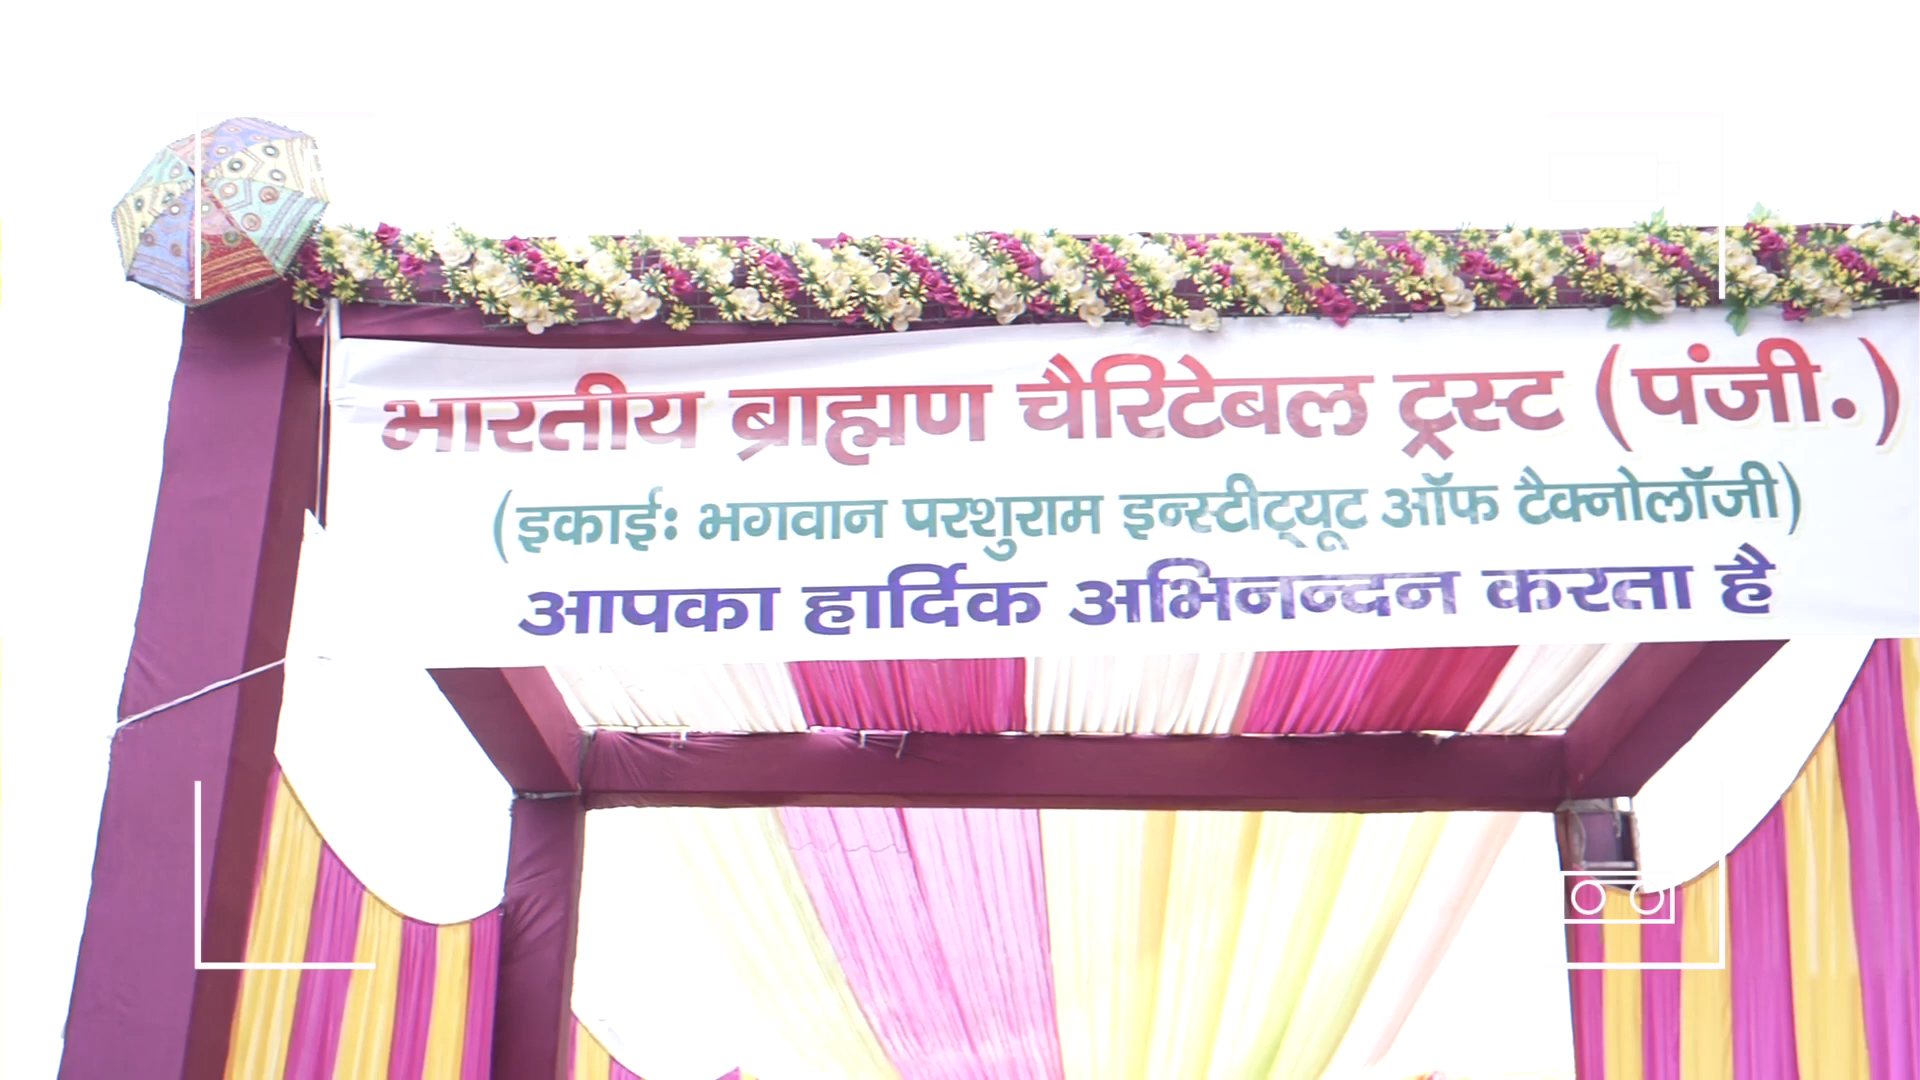 भारतीय ब्राह्मण चैरिटेबल ट्रस्ट (पंजी.)
(इकाई: भगवान परशुराम इन्स्टीट्यूट ऑफ टैक्नोलॉजी)
आपका हार्दिक अभिनन्दन करता है